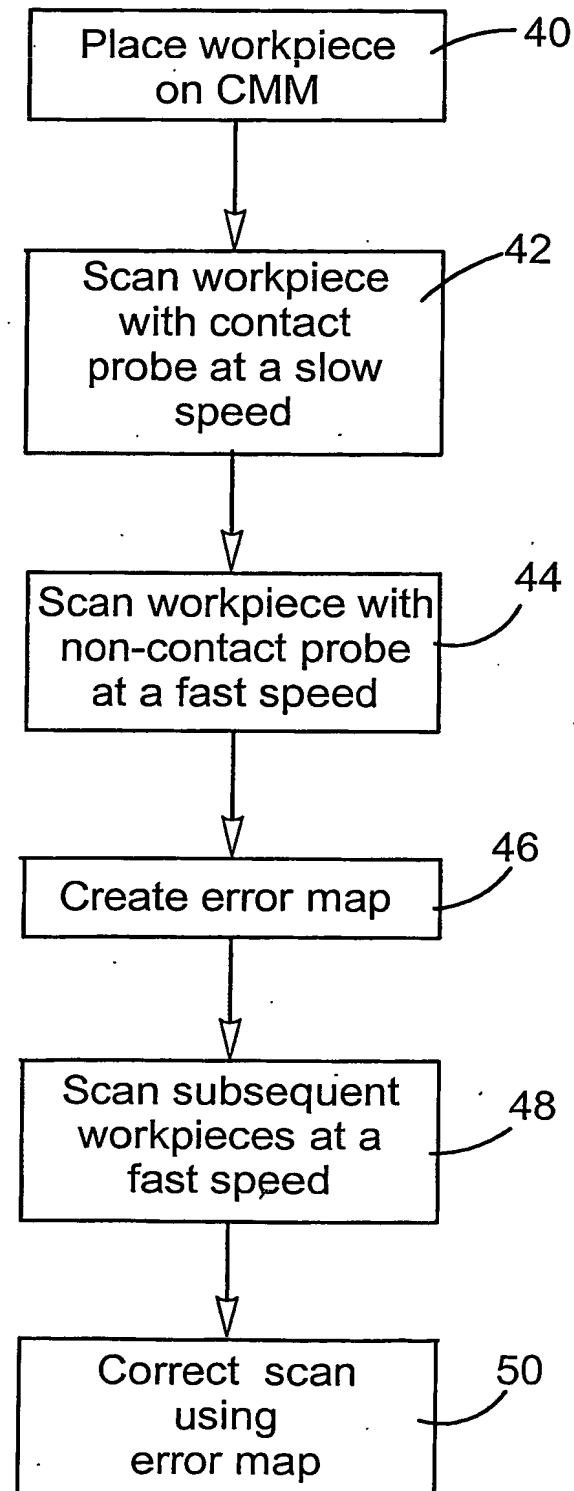 Place workpiece
on CMM
40
Scan workpiece
with contact
probe at a slow
speed
42
Scan workpiece with
non-contact probe
at a fast speed
44
Create error map
46
Scan subsequent
workpieces at a
fast speed
48
Correct scan
using
error map
50